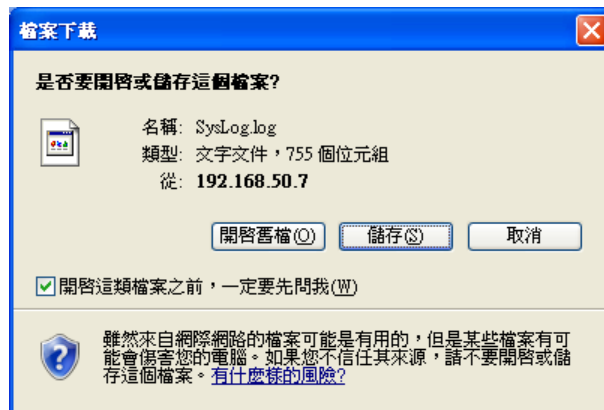 檔案下載
是否要開啓或儲存這個檔案?
名稱: SysLog.log
類型: 文字文件，755 個位元組
從: 192.168.50.7
開啓舊檔(O) 儲存(S) 取消
開啓這類檔案之前，一定要先問我(W)
雖然來自網際網路的檔案可能是有用的，但是某些檔案有可
能會傷害您的電腦。如果您不信任其來源，請不要開啓或儲
存這個檔案。有什麼樣的風險?